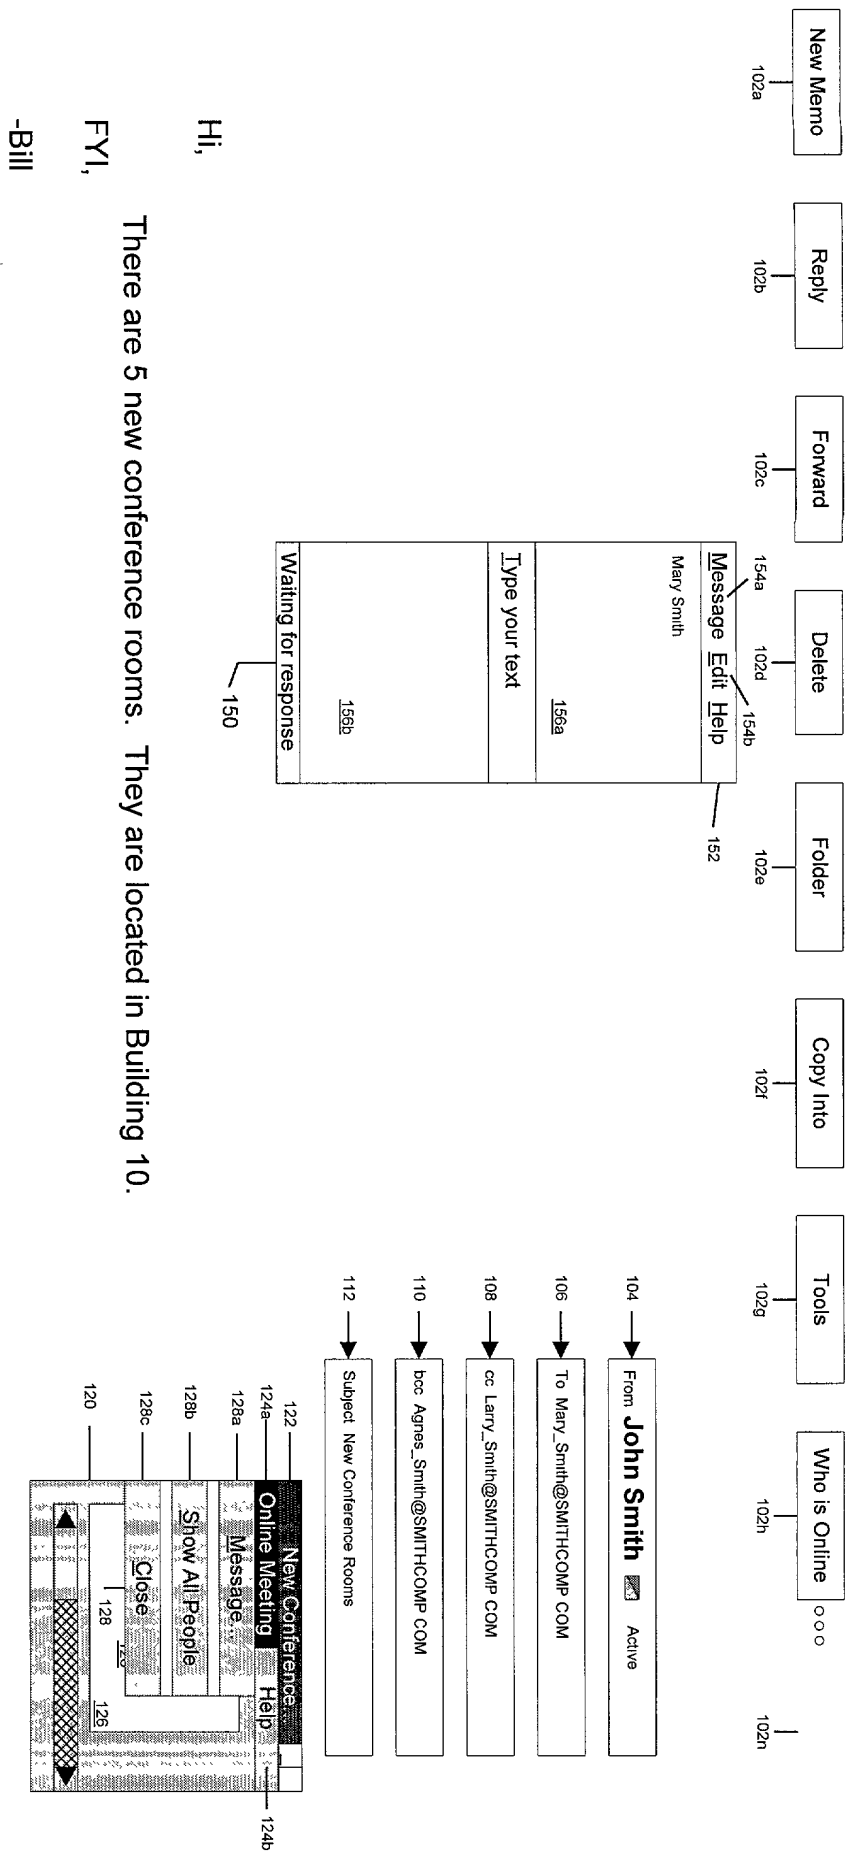 New Memo
Reply
Forward
Delete
Folder
Copy Into
Tools
Who is Online
ooo
102a
102b
102c
102d
102e
102f
102g
102h
102n
154a
154b
152
Message Edit Help
Mary Smith
156a
Type your text
156b
Waiting for response
150
104
From John Smith Active
106
To Mary_Smith@SMITHCOMP COM
108
cc Larry_Smith@SMITHCOMP COM
110
bcc Agnes_Smith@SMITHCOMP COM
112
Subject New Conference Rooms
122
New Conference
124a
Online Meeting Help
124b
128a
Message...
128b
Show All People
128c
Close
128
126
120
Hi,
FYI,
There are 5 new conference rooms. They are located in Building 10.
-Bill